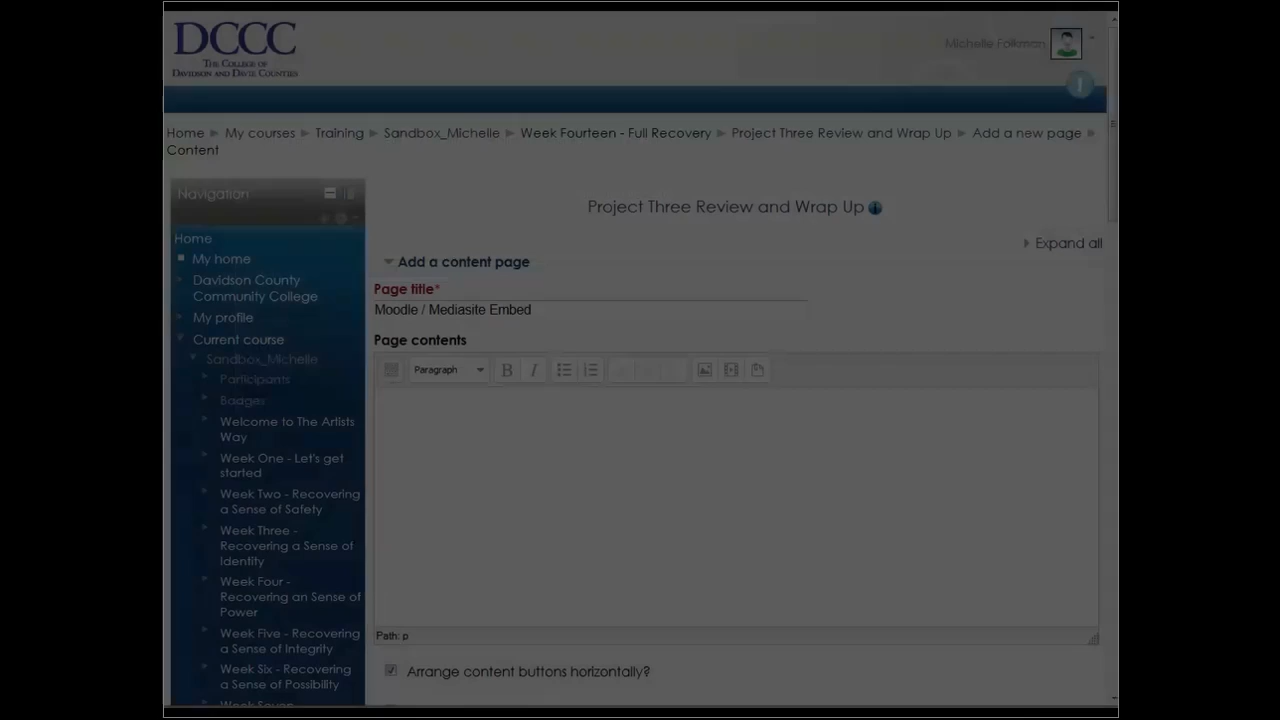 DCCC
THE COLLEGE OF
DAVIDSON AND DAVIE COUNTIES
Michelle Folkman
Home My courses Training Sandbox_Michelle Week Fourteen - Full Recovery Project Three Review and Wrap Up Add a new page
Content
Navigation
Home
My home
Davidson County
Community College
My profile
Current course
Sandbox_Michelle
Participants
Badges
Welcome to The Artists
Way
Week One - Let's get
started
Week Two - Recovering
a Sense of Safety
Week Three -
Recovering a Sense of
Identity
Week Four -
Recovering an Sense of
Power
Week Five - Recovering
a Sense of Integrity
Week Six - Recovering
a Sense of Possibility
Week Seven
Project Three Review and Wrap Up
Expand all
Add a content page
Page title*
Moodle / Mediasite Embed
Page contents
Paragraph B I
Path: p
Arrange content buttons horizontally?